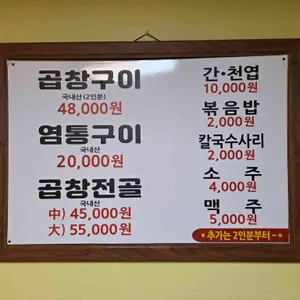 곱창구이
국내산(2인분)
48,000원
염통구이
국내산
20,000원
곱창전골
국내산
中) 45,000원
大) 55,000원
간·천엽
10,000원
볶음밥
2,000원
칼국수사리
2,000원
소 주
4,000원
맥 주
5,000원
*추가는 2인분부터~*